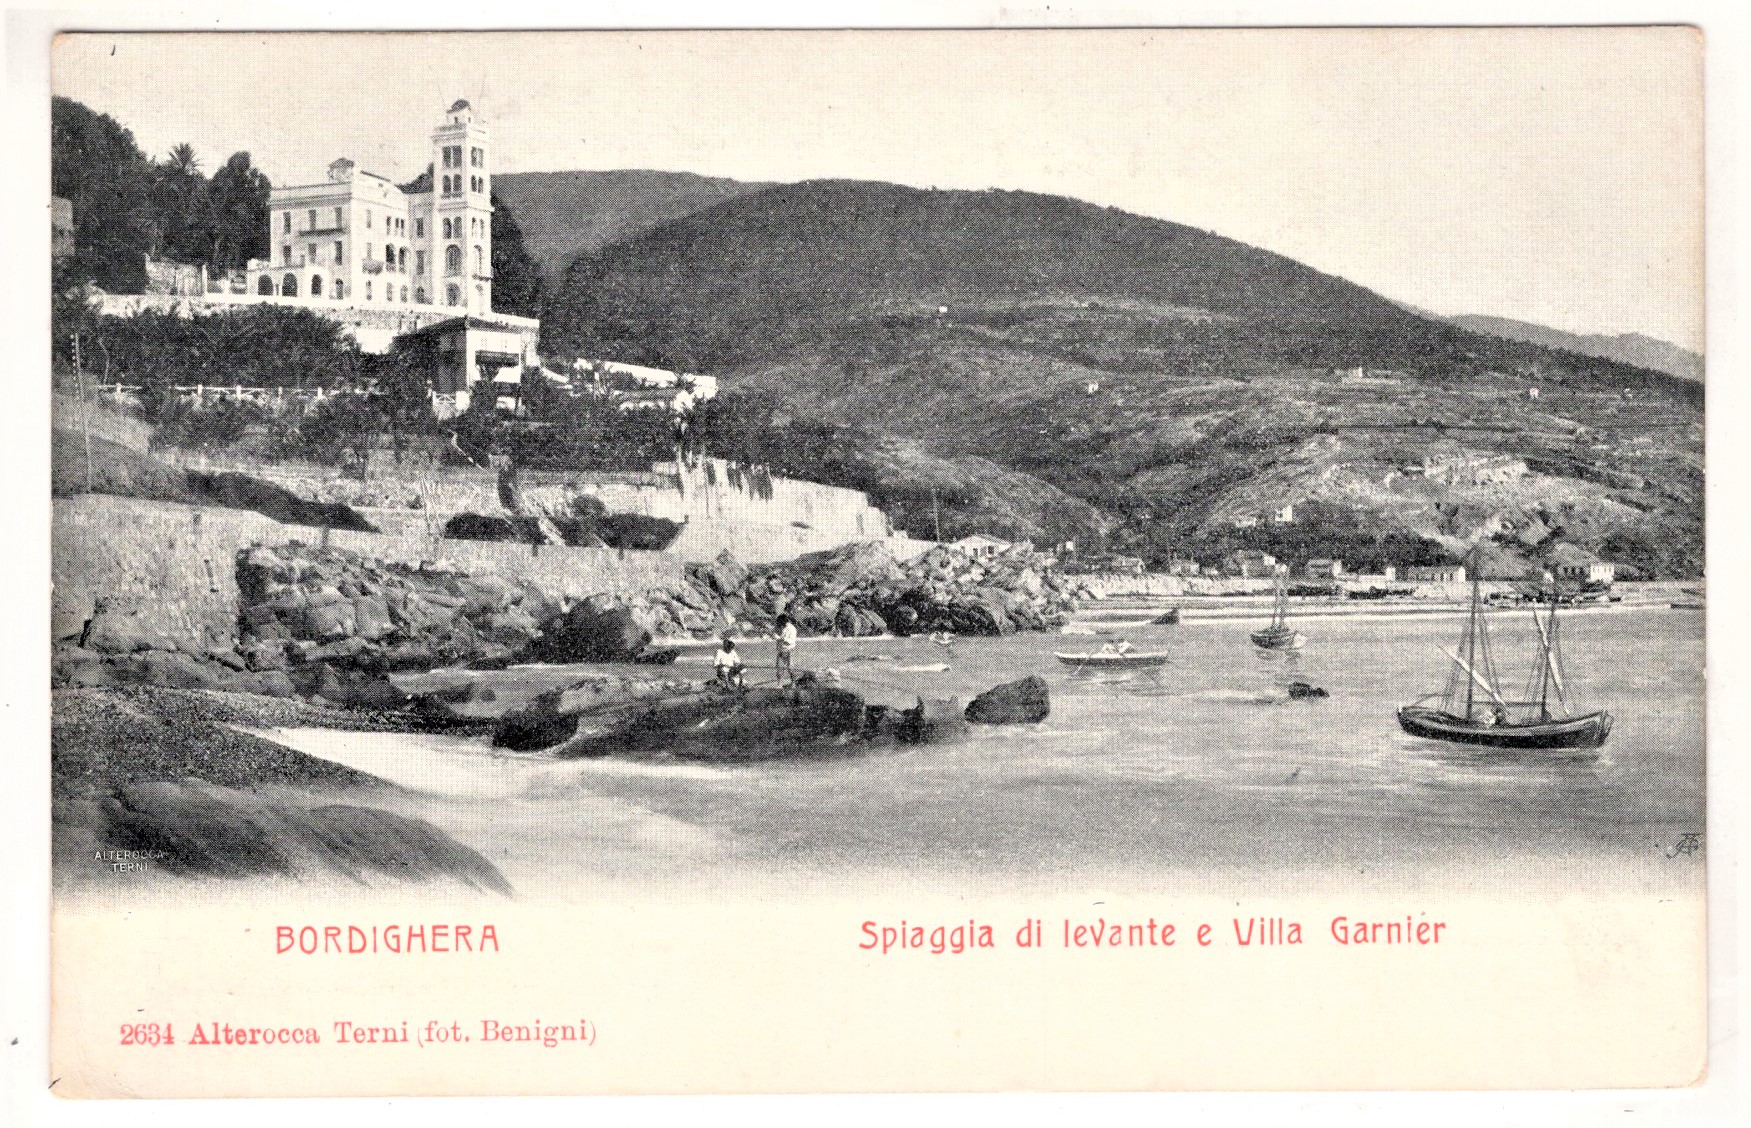 ALTEROCCA
TERNI
BORDIGHERA
Spiaggia di levante e Villa Garnier
2634 Alterocca Terni (fot. Benigni)